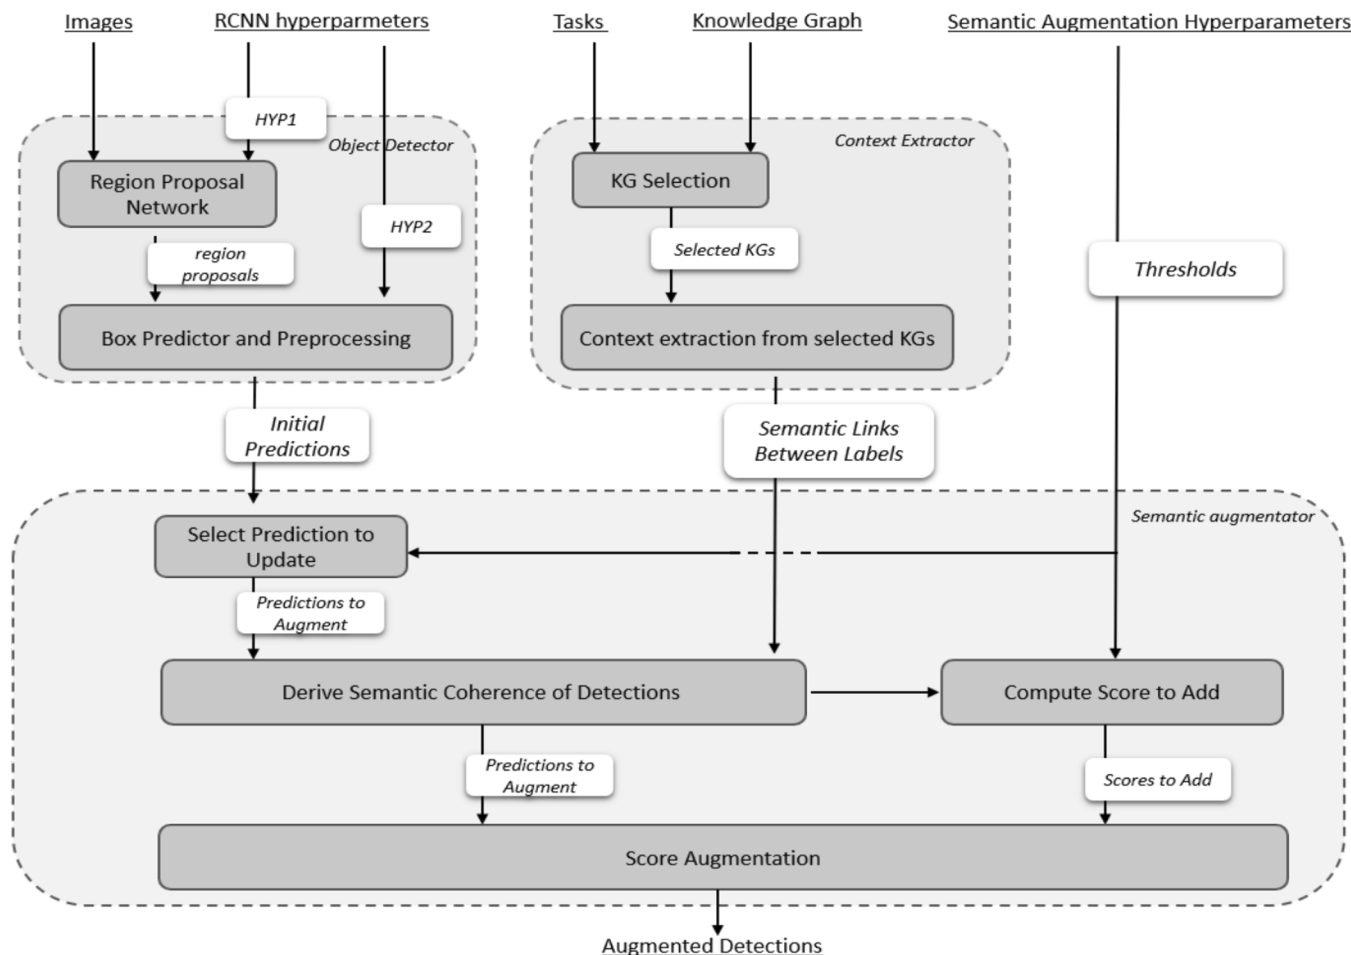 Images
RCNN hyperparmeters
Tasks
Knowledge Graph
Semantic Augmentation Hyperparameters
HYP1
Object Detector
Context Extractor
Region Proposal
Network
KG Selection
HYP2
region
proposals
Selected KGs
Thresholds
Box Predictor and Preprocessing
Context extraction from selected KGs
Initial
Predictions
Semantic Links
Between Labels
Semantic augmentator
Select Prediction to
Update
Predictions to
Augment
Derive Semantic Coherence of Detections
Compute Score to Add
Predictions to
Augment
Scores to Add
Score Augmentation
Augmented Detections